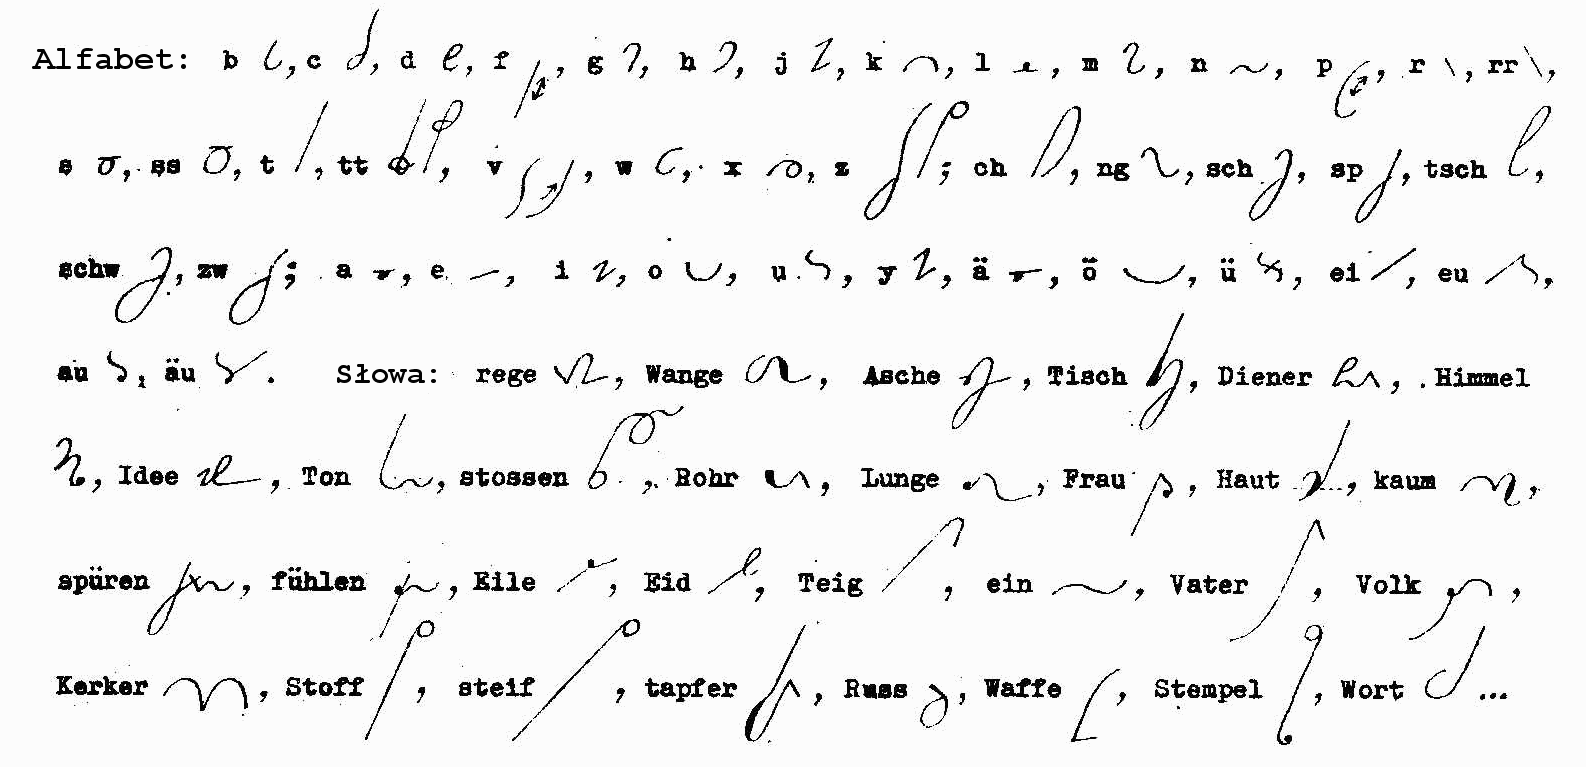 Alfabet: b , c , d , f , g , h , j , k , l , m , n , p , r , rr ,
s , ss , t , tt , v , w , x , z ; ch , ng , sch , sp , tsch ,
schw , zw ; a , e , i , o , u , y , ä , ö , ü , ei , eu ,
au , äu . Słowa: rege , Wange , Asche , Tisch , Diener , Himmel
, Idee , Ton , stossen , Rohr , Lunge , Frau , Haut , kaum ,
spüren , fühlen , Eile , Eid , Teig , ein , Vater , Volk ,
Kerker , Stoff , steif , tapfer , Russ , Waffe , Stempel , Wort ...